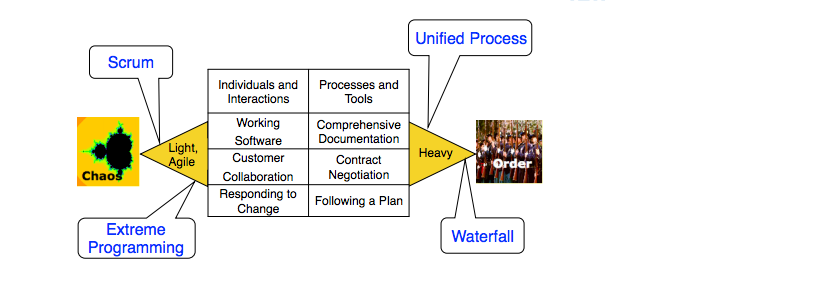 Unified Process
Scrum
Individuals and
Interactions
Processes and
Tools
Working
Software
Comprehensive
Documentation
Light,
Agile
Heavy
Chaos
Order
Customer
Collaboration
Contract
Negotiation
Responding to
Change
Following a Plan
Extreme
Programming
Waterfall